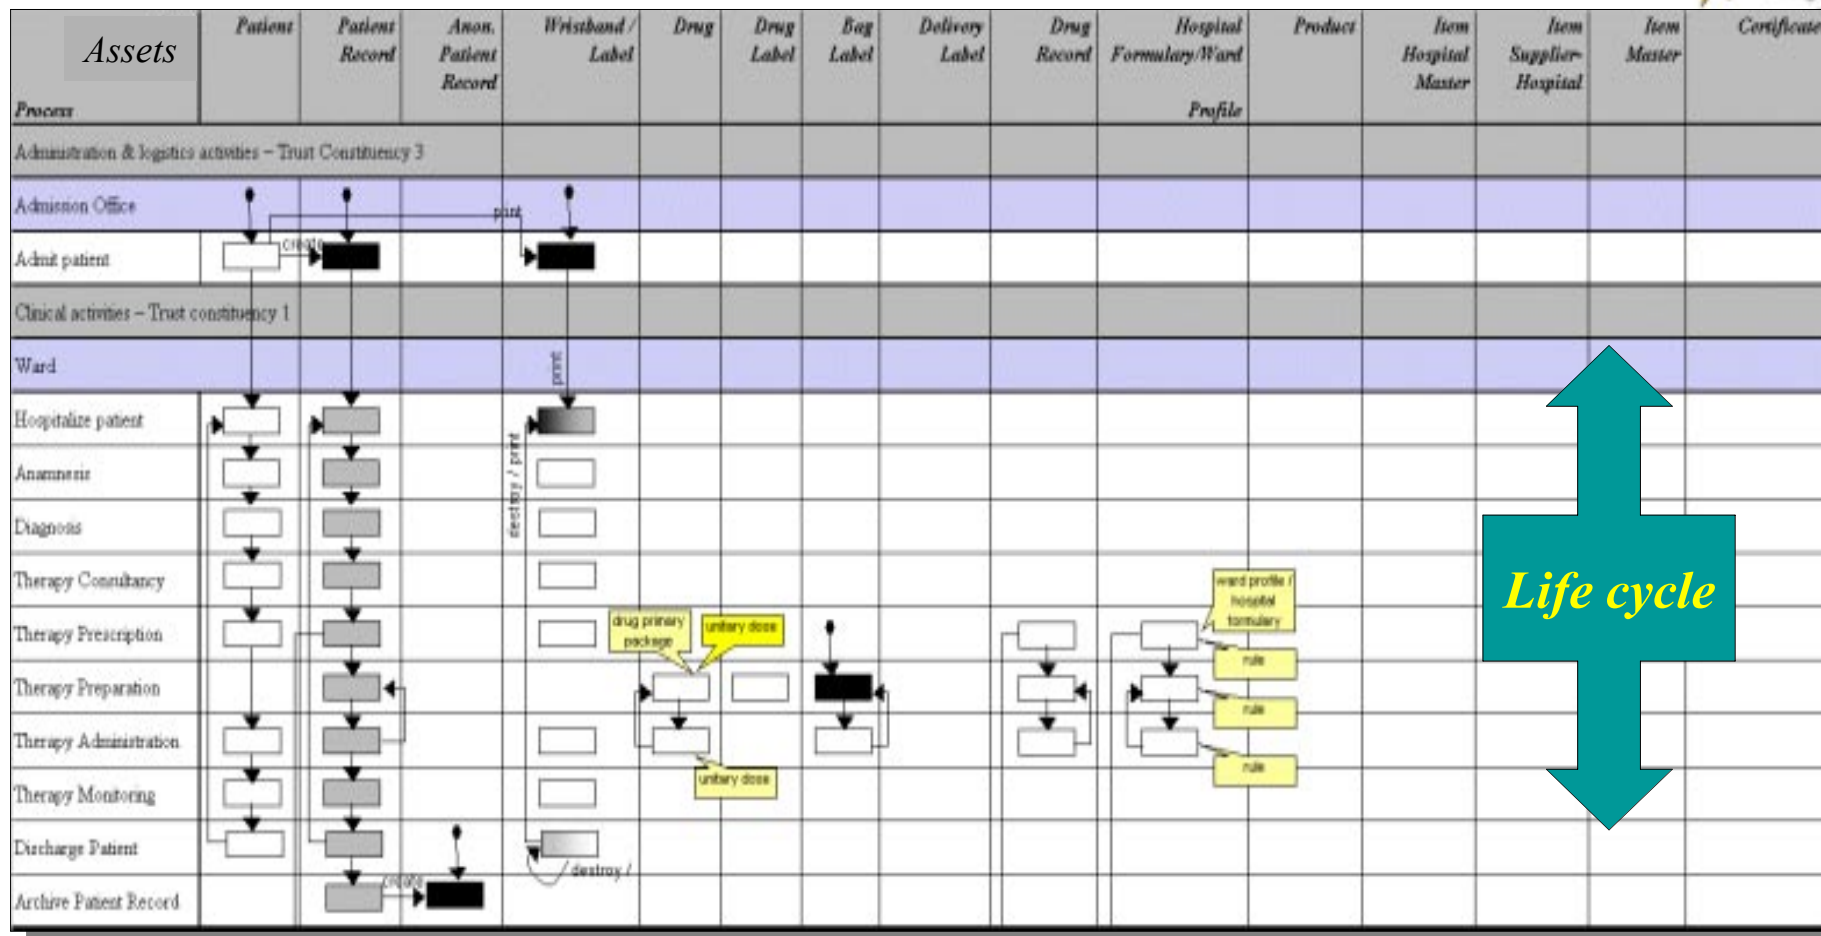 Assets
Process
Patient
Patient
Record
Anon.
Patient
Record
Wristband /
Label
Drug
Drug
Label
Bag
Label
Delivery
Label
Drug
Record
Hospital
Formulary/Ward
Profile
Product
Item
Hospital
Master
Item
Supplier-
Hospital
Item
Master
Certificate
Administration & logistics activities – Trust Constituency 3
Admission Office
print
create
Admit patient
Clinical activities – Trust constituency 1
Ward
print
Hospitalize patient
destroy / print
Anamnesis
Diagnosis
Therapy Consultancy
ward profile /
hospital
formulary
Life cycle
Therapy Prescription
drug primary
package
unitary dose
rule
Therapy Preparation
rule
Therapy Administration
rule
unitary dose
Therapy Monitoring
Discharge Patient
destroy /
create
Archive Patient Record